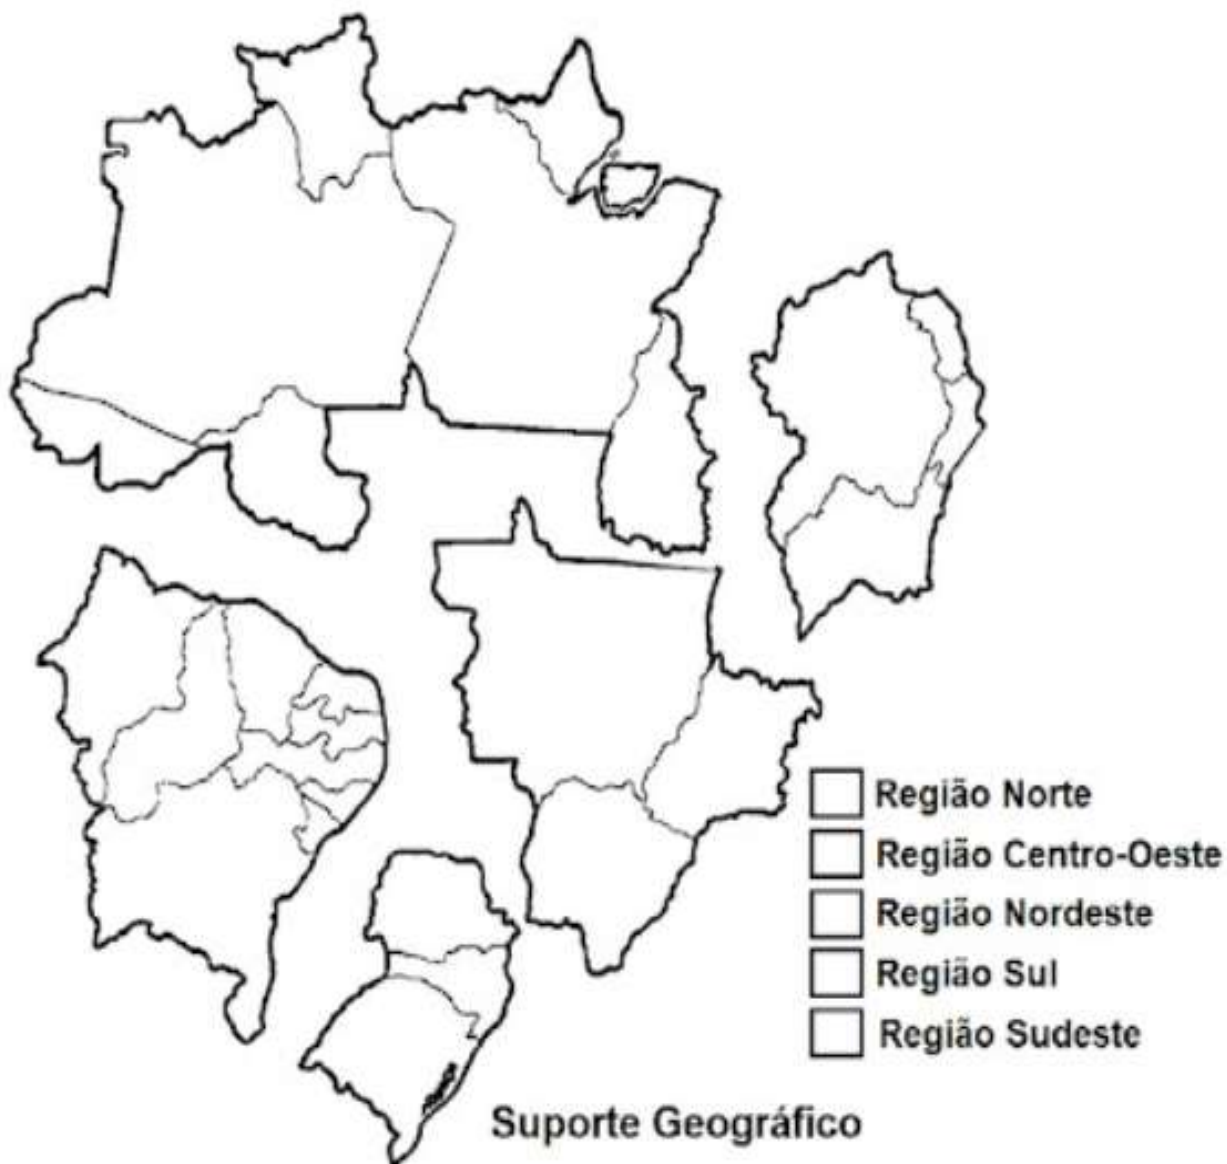 Região Norte
Região Centro-Oeste
Região Nordeste
Região Sul
Região Sudeste
Suporte Geográfico